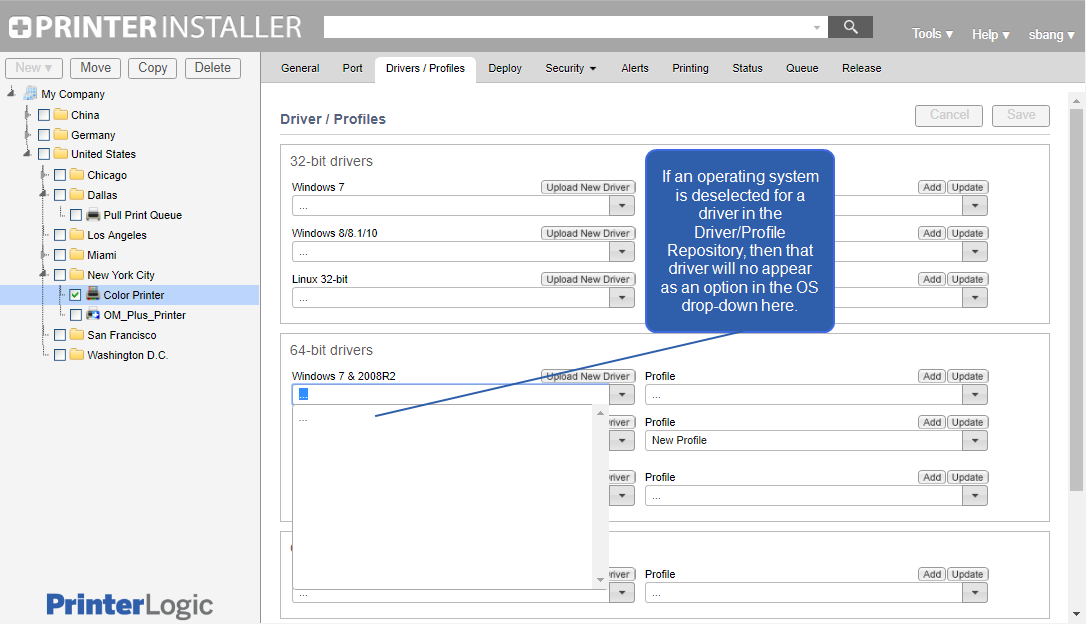 PRINTER INSTALLER
Tools ▾ Help ▾ sbang ▾
New ▾ Move Copy Delete
General Port Drivers / Profiles Deploy Security ▾ Alerts Printing Status Queue Release
My Company
China
Germany
United States
Chicago
Dallas
Pull Print Queue
Los Angeles
Miami
New York City
Color Printer
OM_Plus_Printer
San Francisco
Washington D.C.
PrinterLogic
Driver / Profiles
Cancel Save
32-bit drivers
Windows 7 Upload New Driver Add Update
...
Windows 8/8.1/10 Upload New Driver Add Update
...
Linux 32-bit Upload New Driver Add Update
...
If an operating system
is deselected for a
driver in the
Driver/Profile
Repository, then that
driver will no appear
as an option in the OS
drop-down here.
64-bit drivers
Windows 7 & 2008R2 Upload New Driver Profile Add Update
... ...
...
river Profile Add Update
New Profile
river Profile Add Update
...
river Profile Add Update
... ...